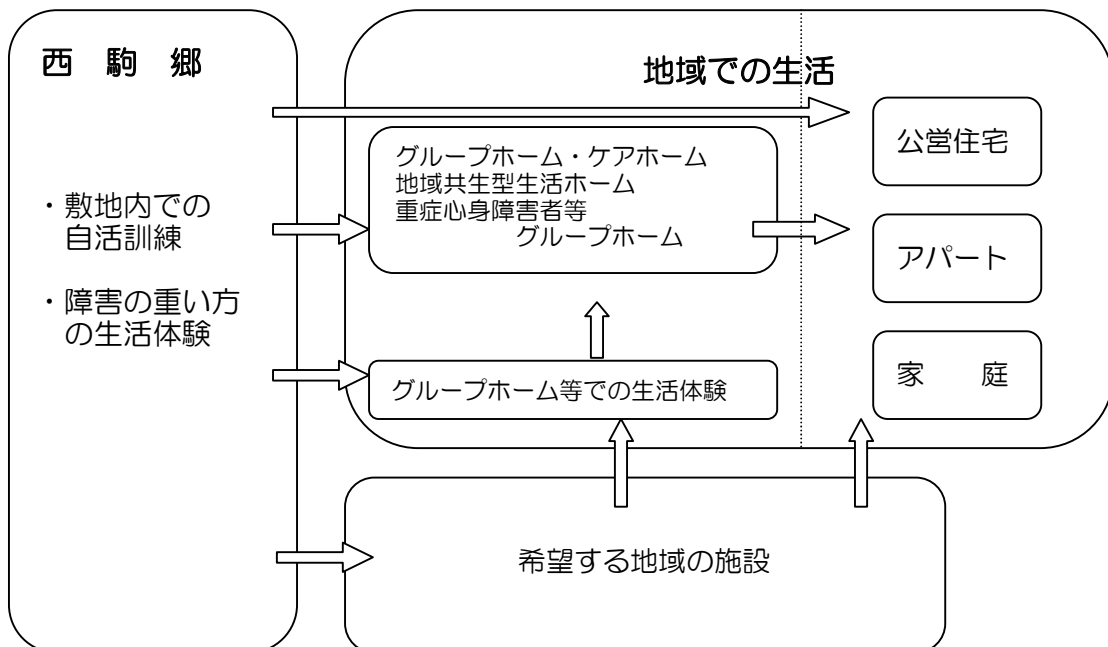 西 駒 郷
・敷地内での
自活訓練
・障害の重い方
の生活体験
地域での生活
グループホーム・ケアホーム
地域共生型生活ホーム
重症心身障害者等
グループホーム
グループホーム等での生活体験
公営住宅
アパート
家 庭
希望する地域の施設